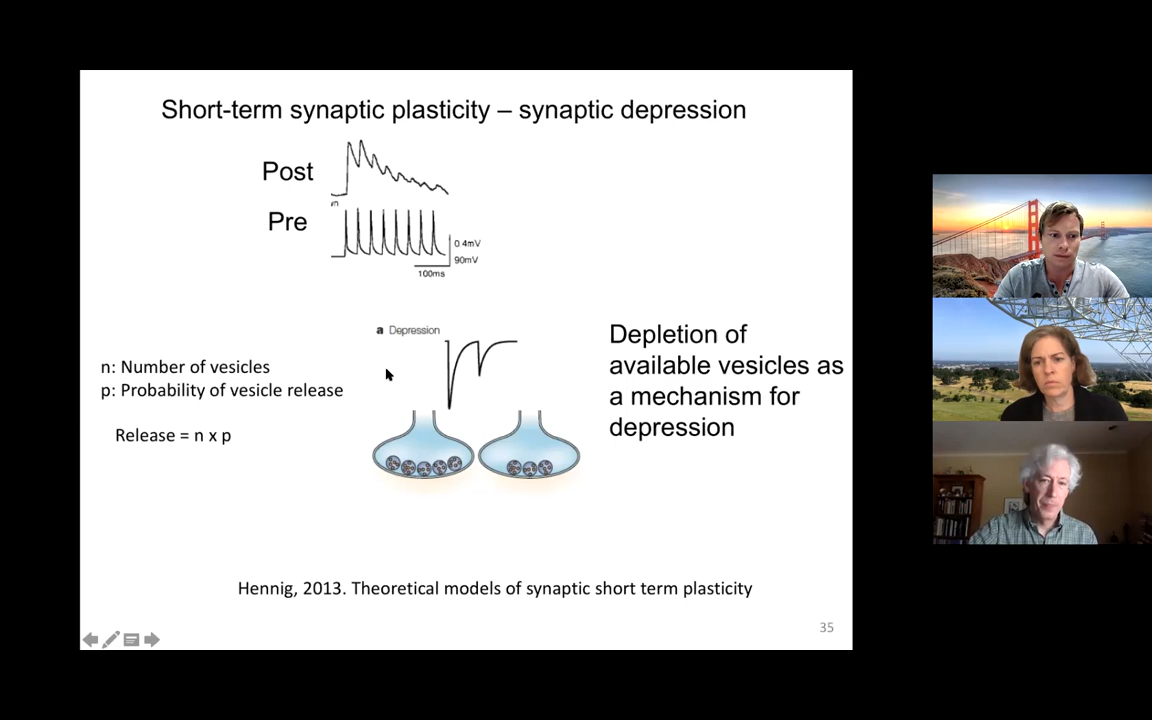 Short-term synaptic plasticity – synaptic depression
Post
m
Pre
0.4mV
90mV
100ms
a Depression
n: Number of vesicles
p: Probability of vesicle release
Release = n x p
Depletion of
available vesicles as
a mechanism for
depression
Hennig, 2013. Theoretical models of synaptic short term plasticity
35